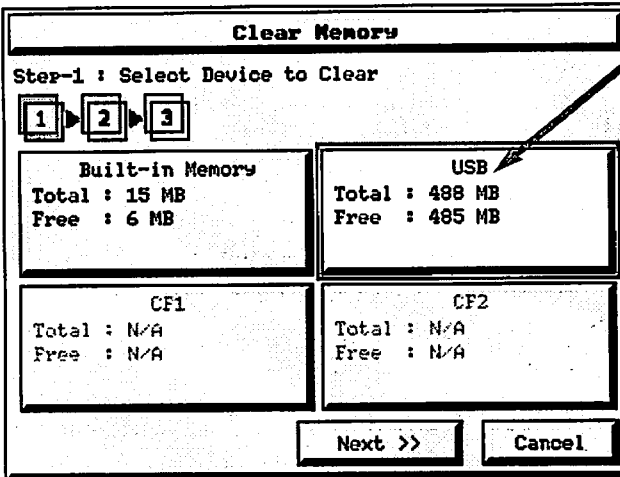 Clear Memory
Step-1 : Select Device to Clear
1 2 3
Built-in Memory
Total : 15 MB
Free : 6 MB
USB
Total : 488 MB
Free : 485 MB
CF1
Total : N/A
Free : N/A
CF2
Total : N/A
Free : N/A
Next >> Cancel